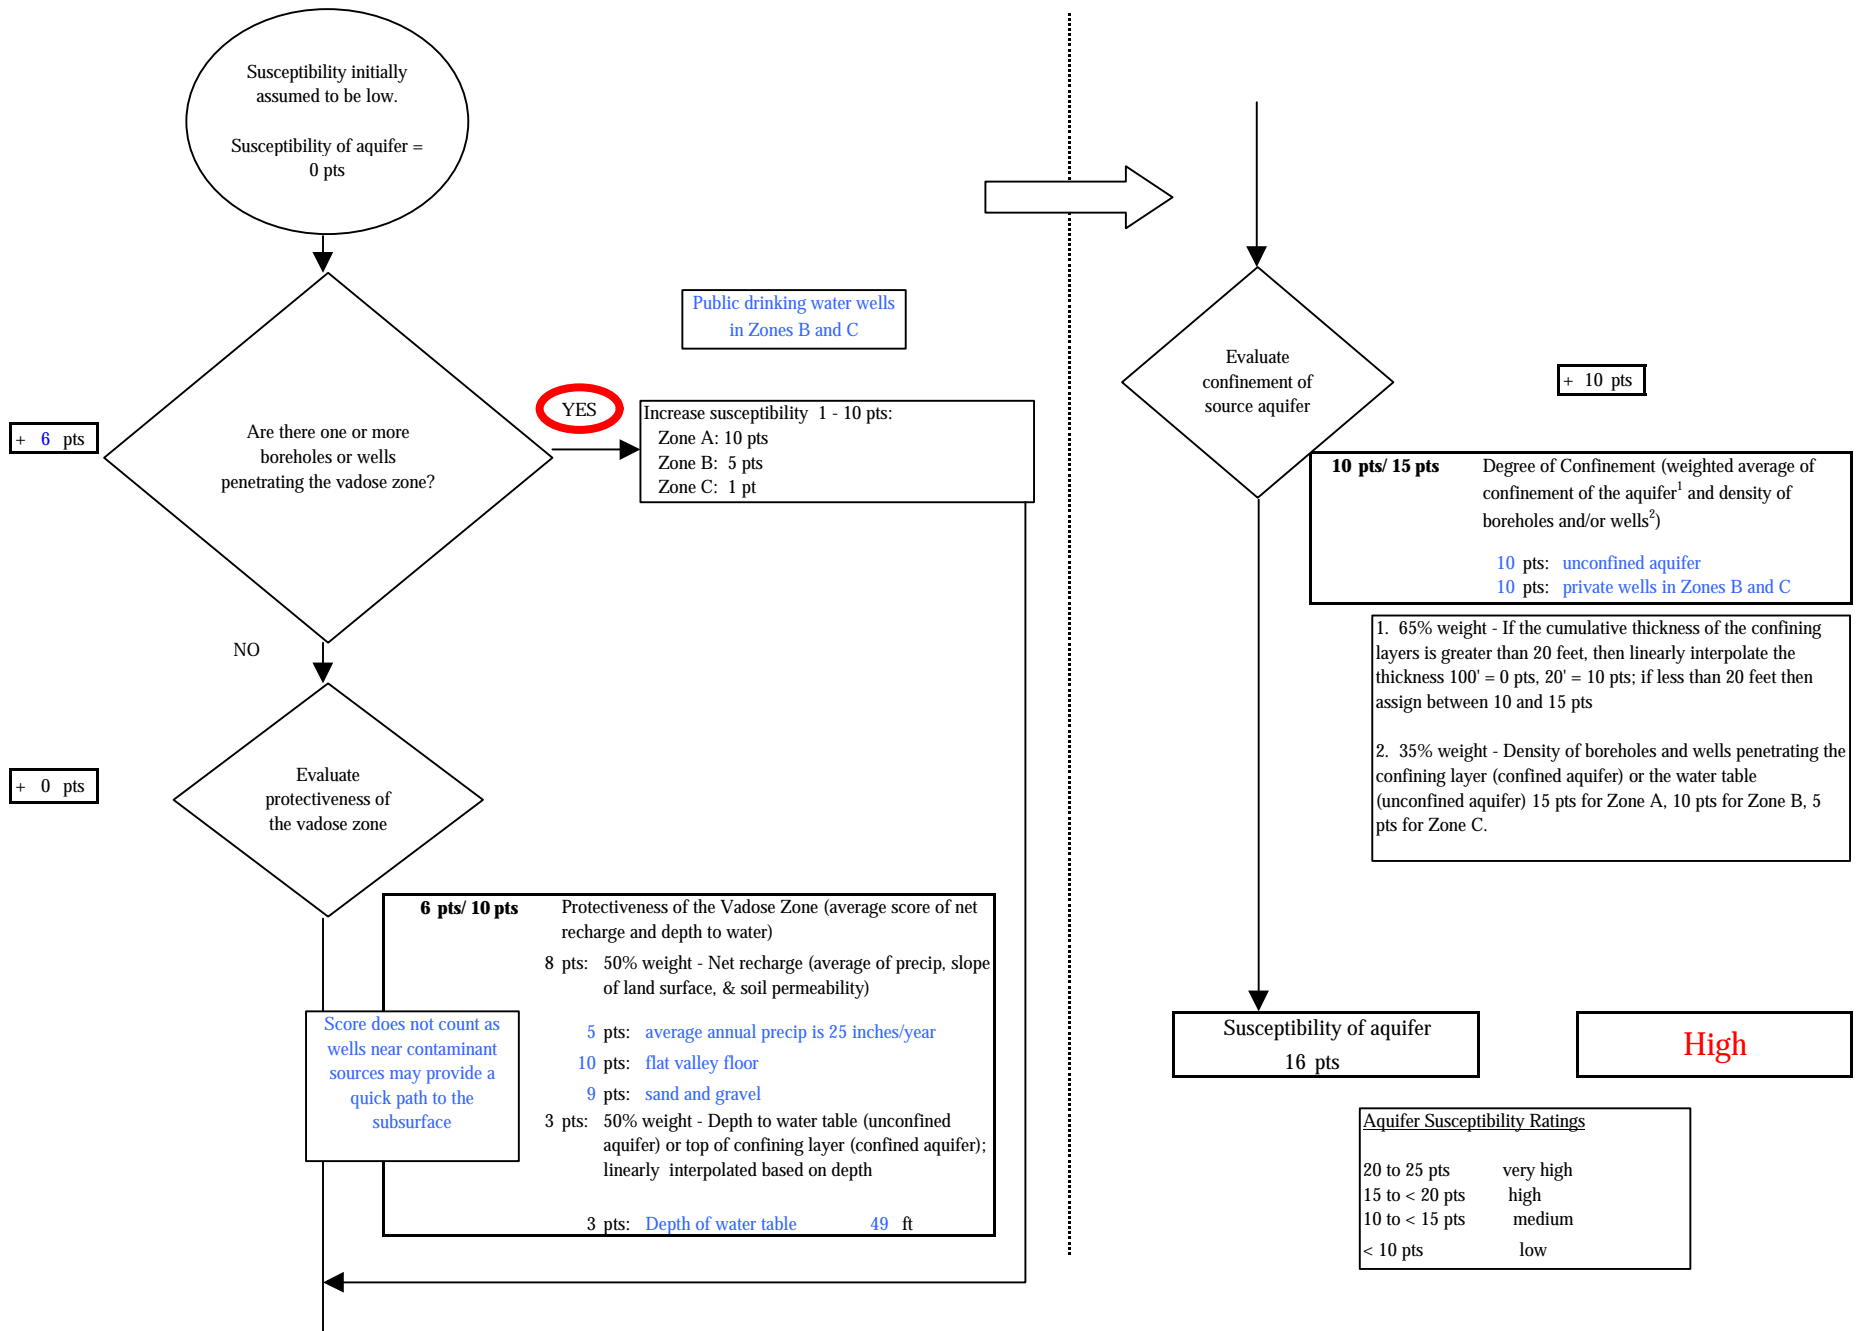 Susceptibility initially
assumed to be low.
Susceptibility of aquifer =
0 pts
Public drinking water wells
in Zones B and C
YES
+ 6 pts
Are there one or more
boreholes or wells
penetrating the vadose zone?
Increase susceptibility 1 - 10 pts:
Zone A: 10 pts
Zone B: 5 pts
Zone C: 1 pt
NO
+ 0 pts
Evaluate
protectiveness of
the vadose zone
6 pts/ 10 pts Protectiveness of the Vadose Zone (average score of net
recharge and depth to water)
8 pts: 50% weight - Net recharge (average of precip, slope
of land surface, & soil permeability)
5 pts: average annual precip is 25 inches/year
10 pts: flat valley floor
9 pts: sand and gravel
3 pts: 50% weight - Depth to water table (unconfined
aquifer) or top of confining layer (confined aquifer);
linearly interpolated based on depth
3 pts: Depth of water table 49 ft
Score does not count as
wells near contaminant
sources may provide a
quick path to the
subsurface
Evaluate
confinement of
source aquifer
+ 10 pts
10 pts/ 15 pts Degree of Confinement (weighted average of
confinement of the aquifer1 and density of
boreholes and/or wells2)
10 pts: unconfined aquifer
10 pts: private wells in Zones B and C
1. 65% weight - If the cumulative thickness of the confining
layers is greater than 20 feet, then linearly interpolate the
thickness 100' = 0 pts, 20' = 10 pts; if less than 20 feet then
assign between 10 and 15 pts
2. 35% weight - Density of boreholes and wells penetrating the
confining layer (confined aquifer) or the water table
(unconfined aquifer) 15 pts for Zone A, 10 pts for Zone B, 5
pts for Zone C.
Susceptibility of aquifer
16 pts
High
Aquifer Susceptibility Ratings
20 to 25 pts very high
15 to < 20 pts high
10 to < 15 pts medium
< 10 pts low